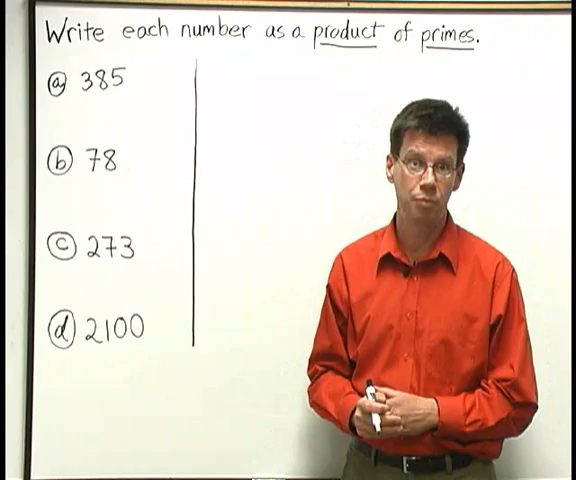 Write each number as a product of primes.
(a) 385
(b) 78
(c) 273
(d) 2100